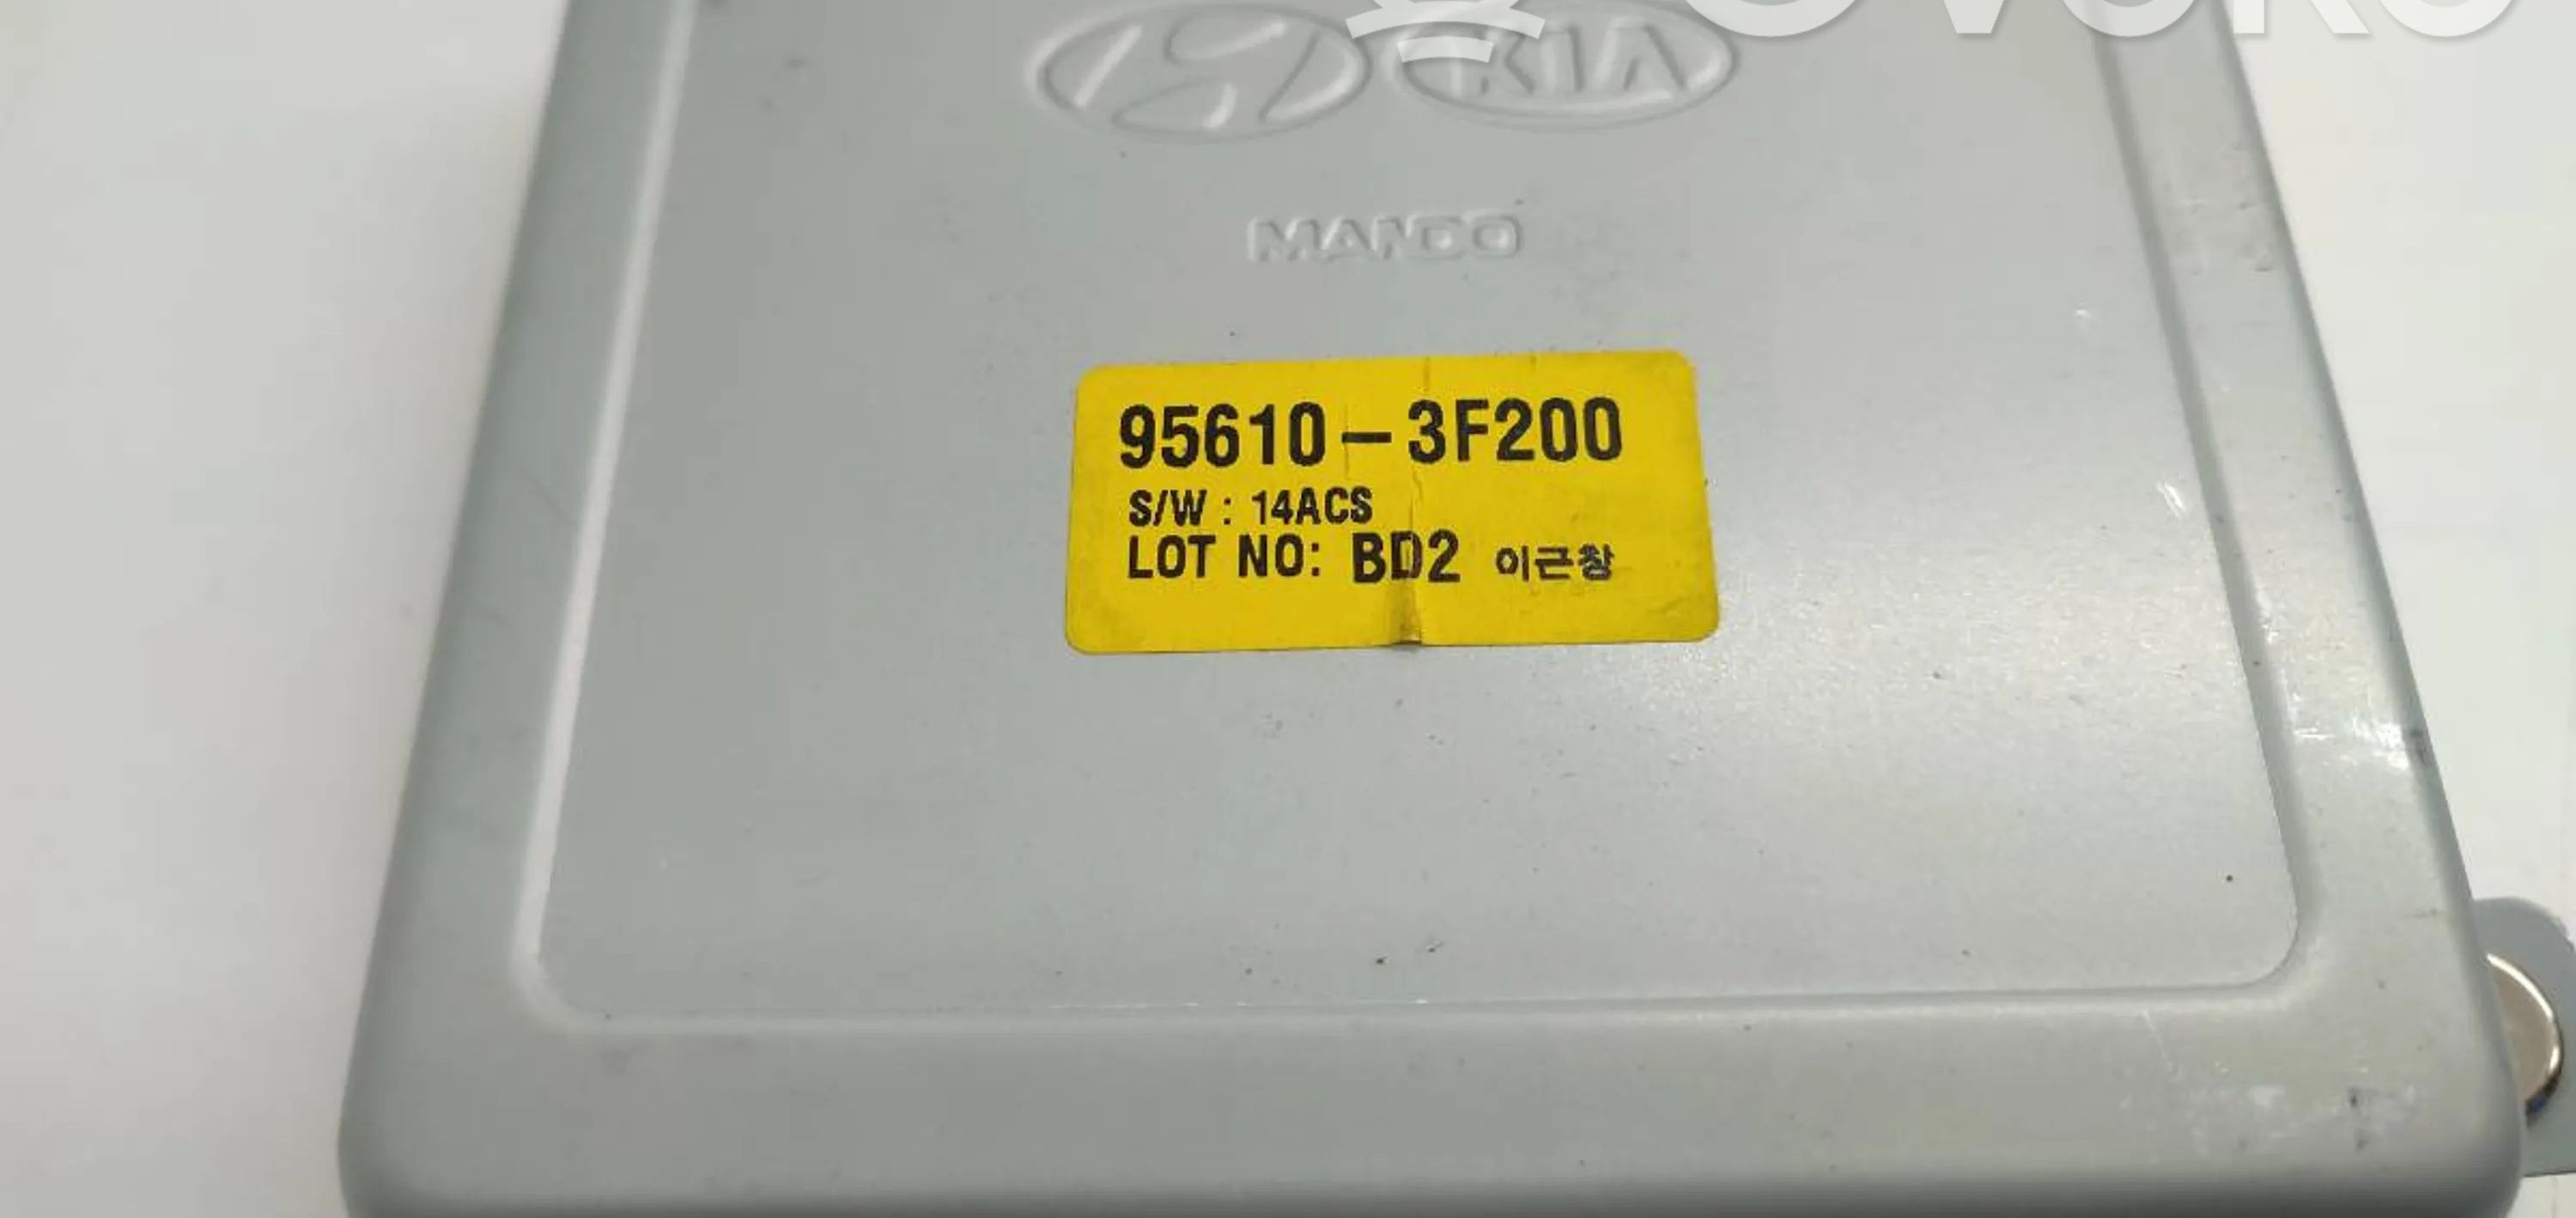 KIA
MANDO
95610-3F200
S/W : 14ACS
LOT NO: BD2 이근창